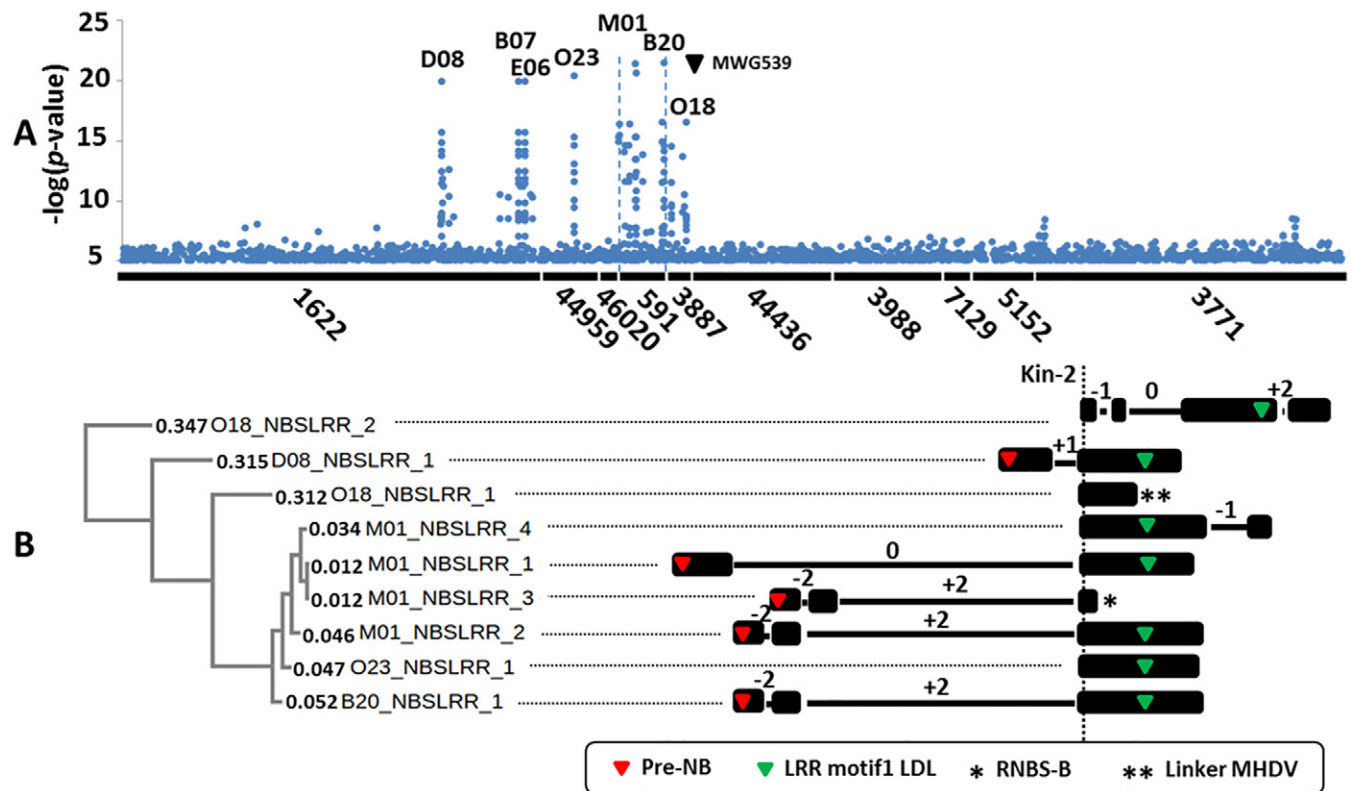 A
-log(p-value)
25
20
15
10
5
D08
B07
E06
O23
M01
B20
MWG539
O18
1622
44959
46020
591
3887
44436
3988
7129
5152
3771
B
Kin-2
-1 0 +2
0.347 O18_NBSLRR_2
+1
0.315 D08_NBSLRR_1
0.312 O18_NBSLRR_1 **
0.034 M01_NBSLRR_4 -1
0.012 M01_NBSLRR_1 0
0.012 M01_NBSLRR_3 -2 +2 *
0.046 M01_NBSLRR_2 -2 +2
0.047 O23_NBSLRR_1
0.052 B20_NBSLRR_1 -2 +2
Pre-NB LRR motif1 LDL * RNBS-B ** Linker MHDV